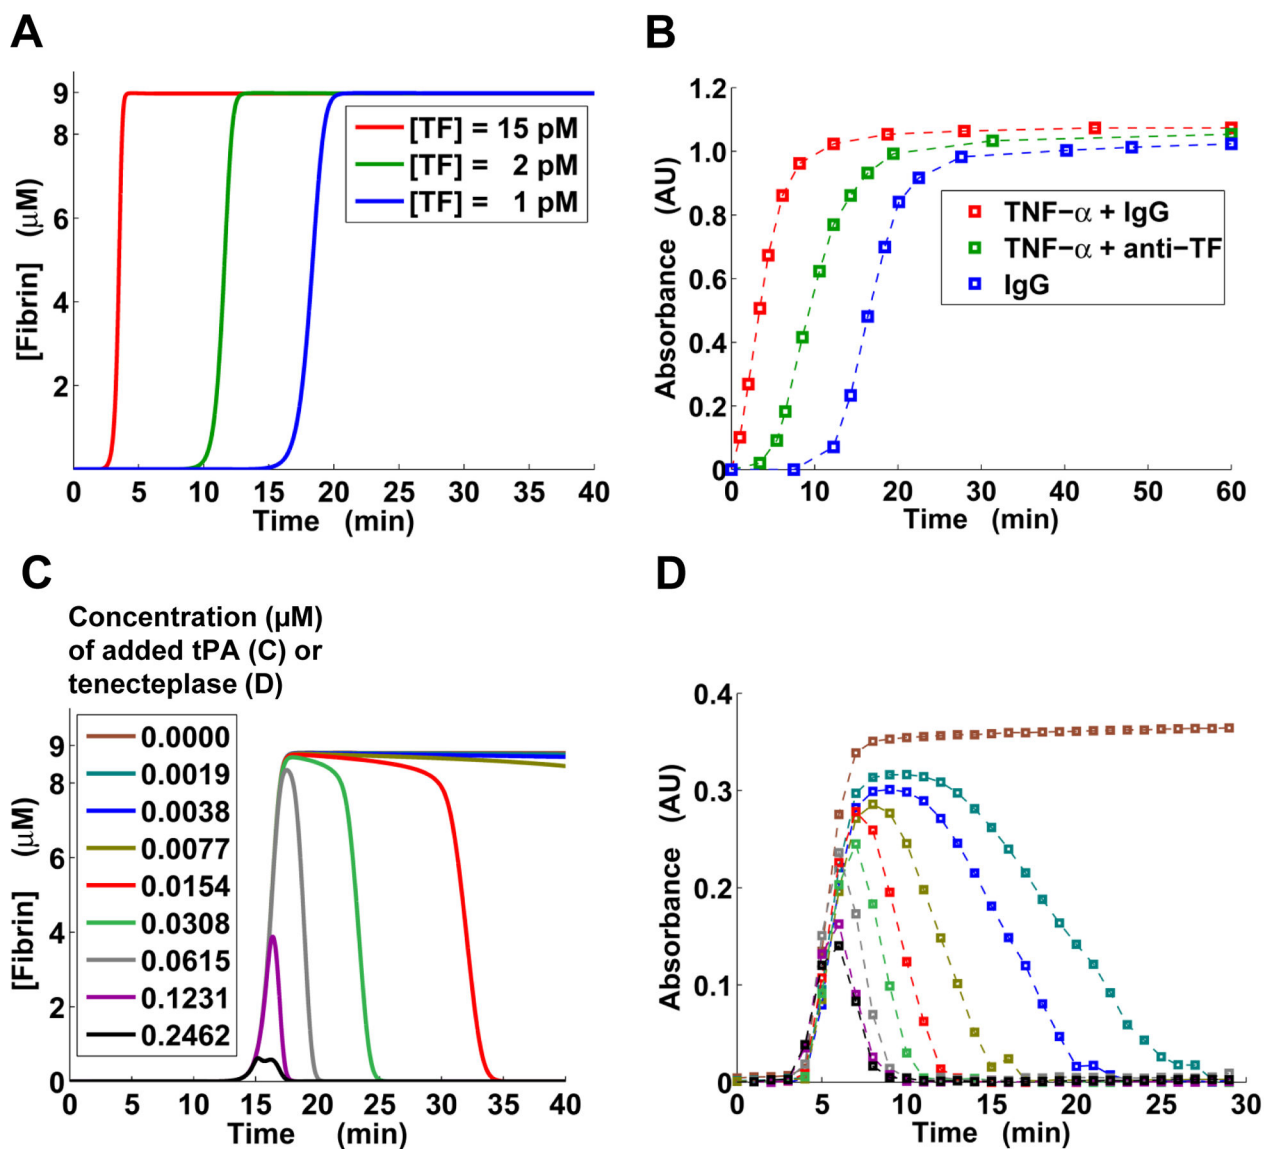 A
9
8
6
4
2
[Fibrin] (μM)
0 5 10 15 20 25 30 35 40
Time (min)
[TF] = 15 pM
[TF] = 2 pM
[TF] = 1 pM
B
1.2
1.0
0.8
0.6
0.4
0.2
0
Absorbance (AU)
0 10 20 30 40 50 60
Time (min)
TNF−α + IgG
TNF−α + anti−TF
IgG
C
Concentration (μM)
of added tPA (C) or
tenecteplase (D)
9
8
6
4
2
0
[Fibrin] (μM)
0.0000
0.0019
0.0038
0.0077
0.0154
0.0308
0.0615
0.1231
0.2462
0 5 10 15 20 25 30 35 40
Time (min)
D
0.4
0.3
0.2
0.1
0
Absorbance (AU)
0 5 10 15 20 25 30
Time (min)